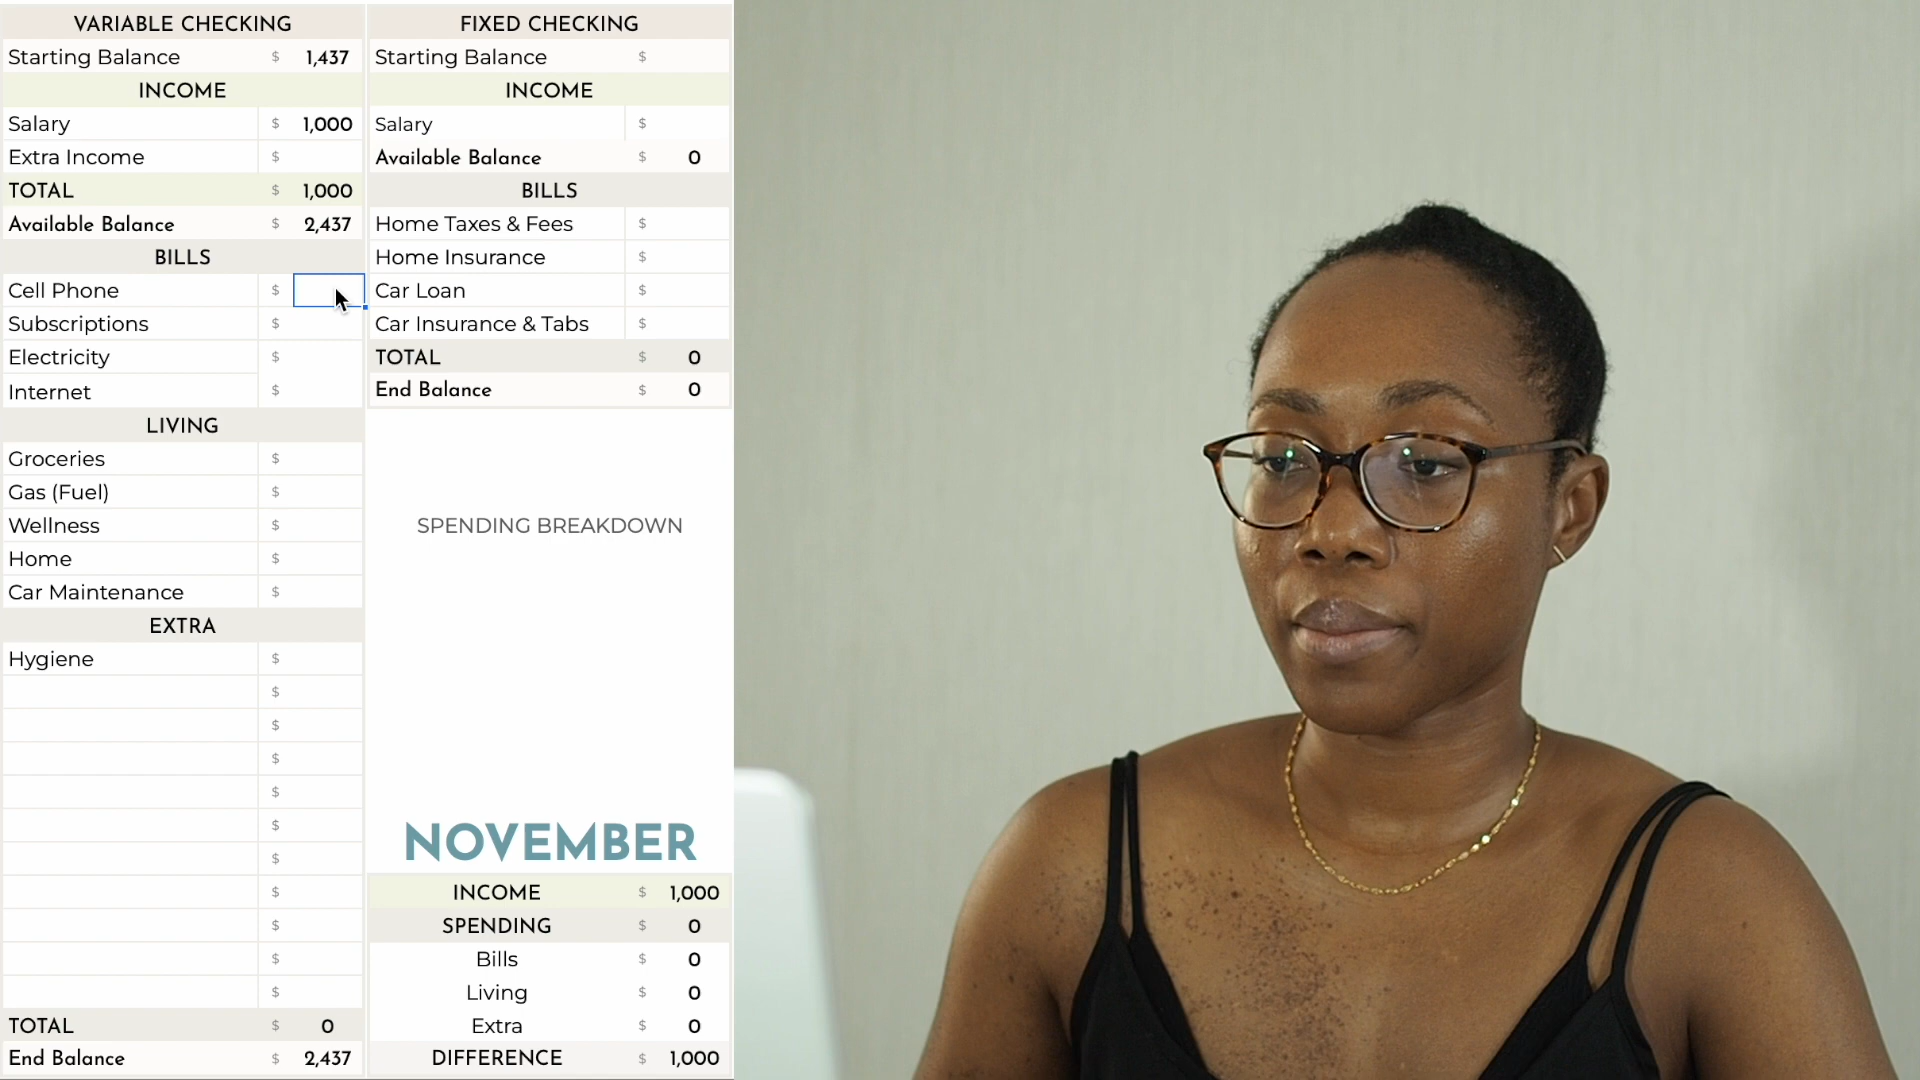 VARIABLE CHECKING
Starting Balance $ 1,437
INCOME
Salary $ 1,000
Extra Income $
TOTAL $ 1,000
Available Balance $ 2,437
BILLS
Cell Phone $
Subscriptions $
Electricity $
Internet $
LIVING
Groceries $
Gas (Fuel) $
Wellness $
Home $
Car Maintenance $
EXTRA
Hygiene $
$
$
$
$
$
$
$
$
$
$
TOTAL $ 0
End Balance $ 2,437
FIXED CHECKING
Starting Balance $
INCOME
Salary $
Available Balance $ 0
BILLS
Home Taxes & Fees $
Home Insurance $
Car Loan $
Car Insurance & Tabs $
TOTAL $ 0
End Balance $ 0
SPENDING BREAKDOWN
NOVEMBER
INCOME $ 1,000
SPENDING $ 0
Bills $ 0
Living $ 0
Extra $ 0
DIFFERENCE $ 1,000